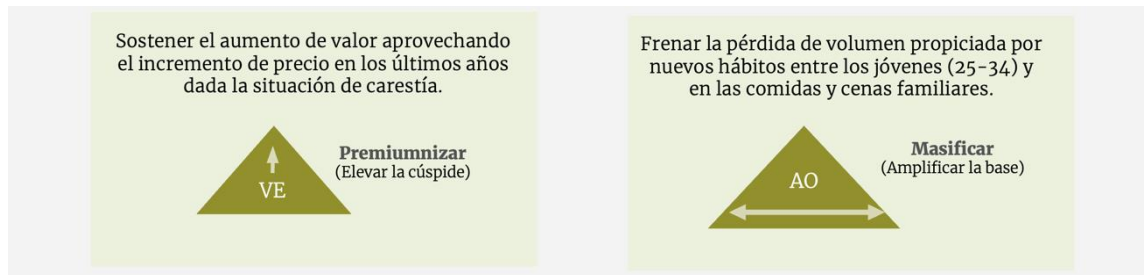 Sostener el aumento de valor aprovechando
el incremento de precio en los últimos años
dada la situación de carestía.
VE
Premiumnizar
(Elevar la cúspide)
Frenar la pérdida de volumen propiciada por
nuevos hábitos entre los jóvenes (25-34) y
en las comidas y cenas familiares.
AO
Masificar
(Amplificar la base)